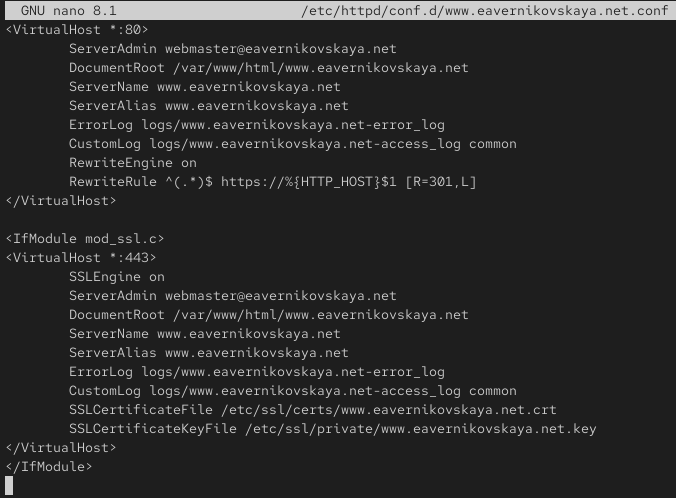 GNU nano 8.1 /etc/httpd/conf.d/www.eavernikovskaya.net.conf
<VirtualHost *:80>
ServerAdmin webmaster@eavernikovskaya.net
DocumentRoot /var/www/html/www.eavernikovskaya.net
ServerName www.eavernikovskaya.net
ServerAlias www.eavernikovskaya.net
ErrorLog logs/www.eavernikovskaya.net-error_log
CustomLog logs/www.eavernikovskaya.net-access_log common
RewriteEngine on
RewriteRule ^(.*)$ https://%{HTTP_HOST}$1 [R=301,L]
</VirtualHost>
<IfModule mod_ssl.c>
<VirtualHost *:443>
SSLEngine on
ServerAdmin webmaster@eavernikovskaya.net
DocumentRoot /var/www/html/www.eavernikovskaya.net
ServerName www.eavernikovskaya.net
ServerAlias www.eavernikovskaya.net
ErrorLog logs/www.eavernikovskaya.net-error_log
CustomLog logs/www.eavernikovskaya.net-access_log common
SSLCertificateFile /etc/ssl/certs/www.eavernikovskaya.net.crt
SSLCertificateKeyFile /etc/ssl/private/www.eavernikovskaya.net.key
</VirtualHost>
</IfModule>